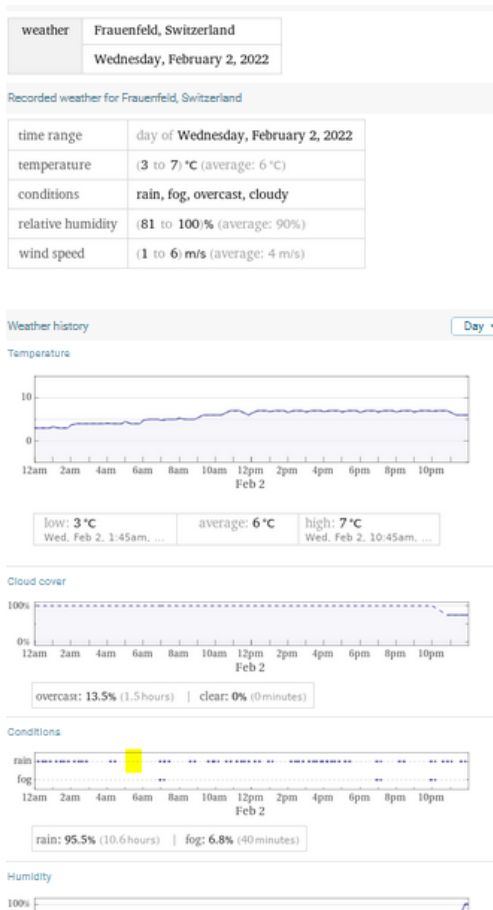 weather Frauenfeld, Switzerland
Wednesday, February 2, 2022
Recorded weather for Frauenfeld, Switzerland
time range day of Wednesday, February 2, 2022
temperature (3 to 7) °C (average: 6 °C)
conditions rain, fog, overcast, cloudy
relative humidity (81 to 100)% (average: 90%)
wind speed (1 to 6) m/s (average: 4 m/s)
Weather history Day
Temperature
10
0
12am 2am 4am 6am 8am 10am 12pm 2pm 4pm 6pm 8pm 10pm
Feb 2
low: 3 °C average: 6 °C high: 7 °C
Wed, Feb 2, 1:45am, ... Wed, Feb 2, 10:45am, ...
Cloud cover
100%
0%
12am 2am 4am 6am 8am 10am 12pm 2pm 4pm 6pm 8pm 10pm
Feb 2
overcast: 13.5% (1.5 hours) | clear: 0% (0 minutes)
Conditions
rain
fog
12am 2am 4am 6am 8am 10am 12pm 2pm 4pm 6pm 8pm 10pm
Feb 2
rain: 95.5% (10.6 hours) | fog: 6.8% (40 minutes)
Humidity
100%